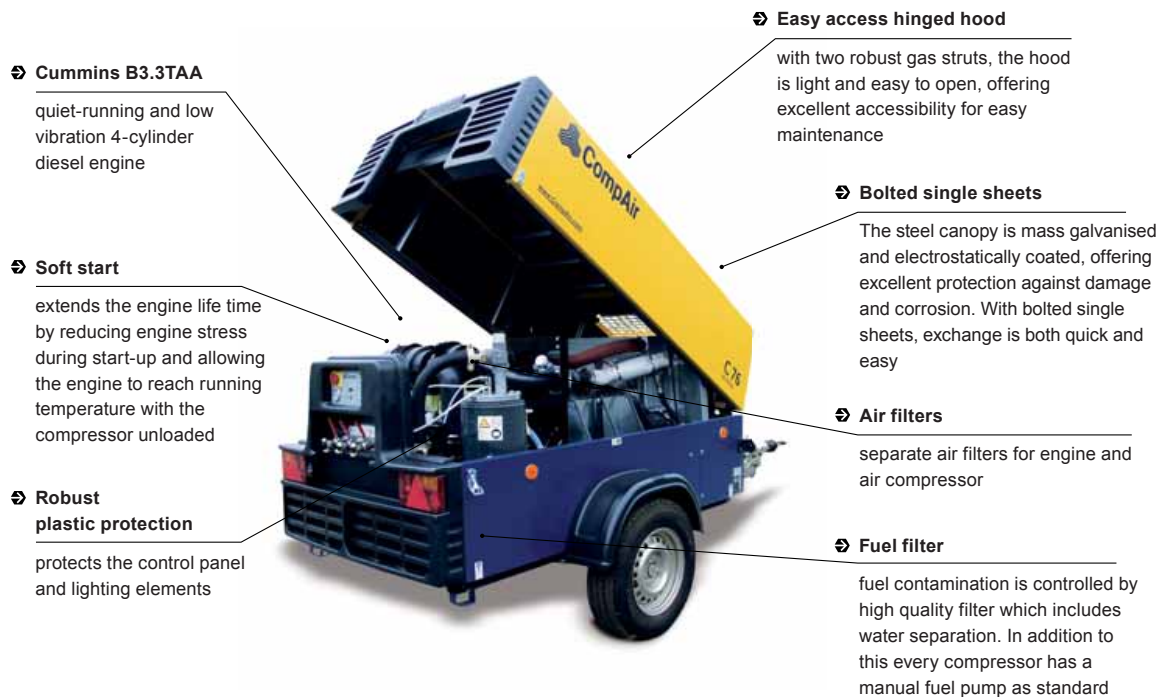 Cummins B3.3TAA
quiet-running and low
vibration 4-cylinder
diesel engine
Soft start
extends the engine life time
by reducing engine stress
during start-up and allowing
the engine to reach running
temperature with the
compressor unloaded
Robust
plastic protection
protects the control panel
and lighting elements
Easy access hinged hood
with two robust gas struts, the hood
is light and easy to open, offering
excellent accessibility for easy
maintenance
Bolted single sheets
The steel canopy is mass galvanised
and electrostatically coated, offering
excellent protection against damage
and corrosion. With bolted single
sheets, exchange is both quick and
easy
Air filters
separate air filters for engine and
air compressor
Fuel filter
fuel contamination is controlled by
high quality filter which includes
water separation. In addition to
this every compressor has a
manual fuel pump as standard
CompAir
C 76